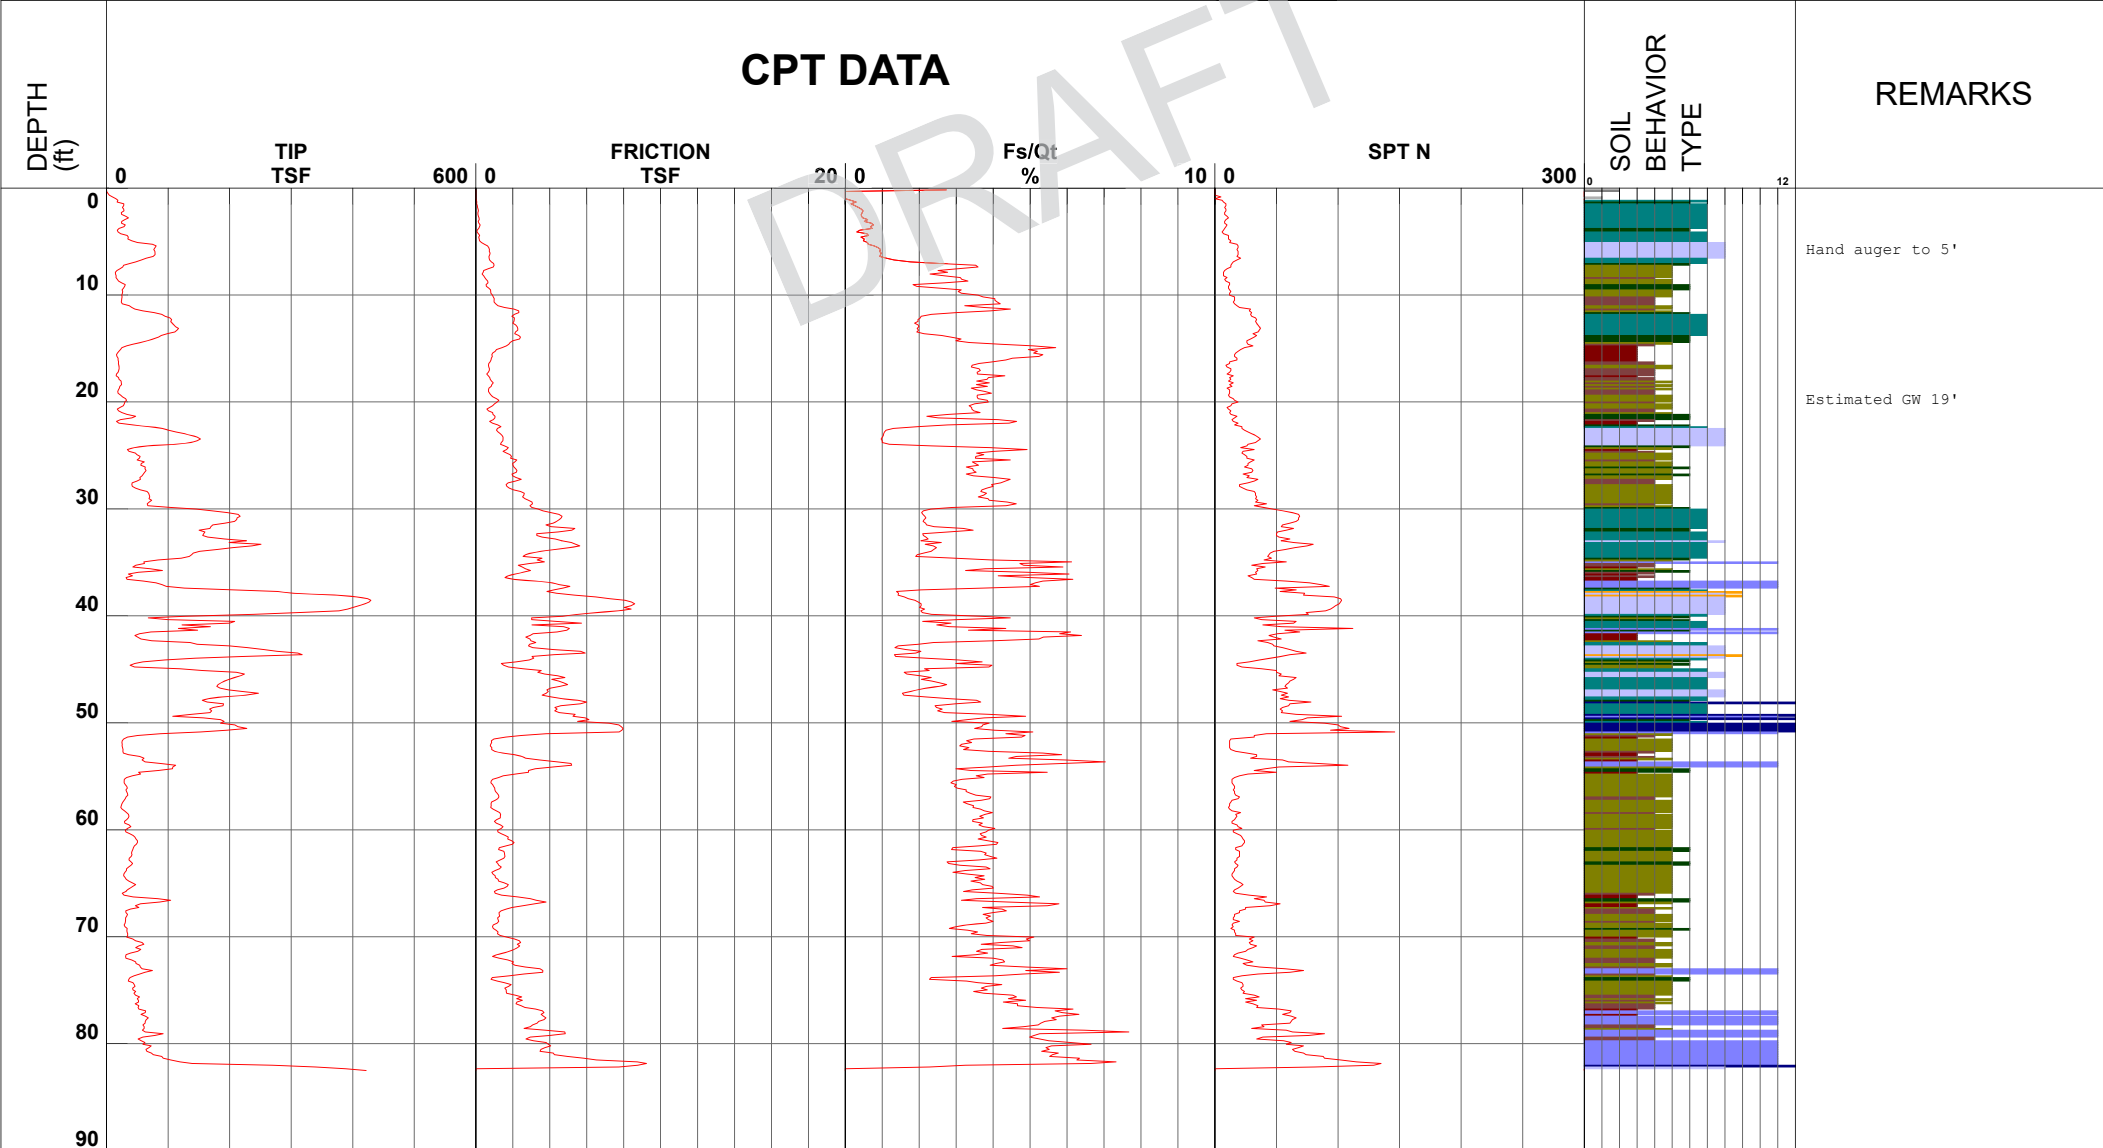 CPT DATA
DRAFT
DEPTH
(ft)
TIP
0 TSF 600
FRICTION
0 TSF 20
Fs/Qt
0 % 10
SPT N
0 300
SOIL
BEHAVIOR
TYPE
0 12
REMARKS
0
Hand auger to 5'
10
20
Estimated GW 19'
30
40
50
60
70
80
90